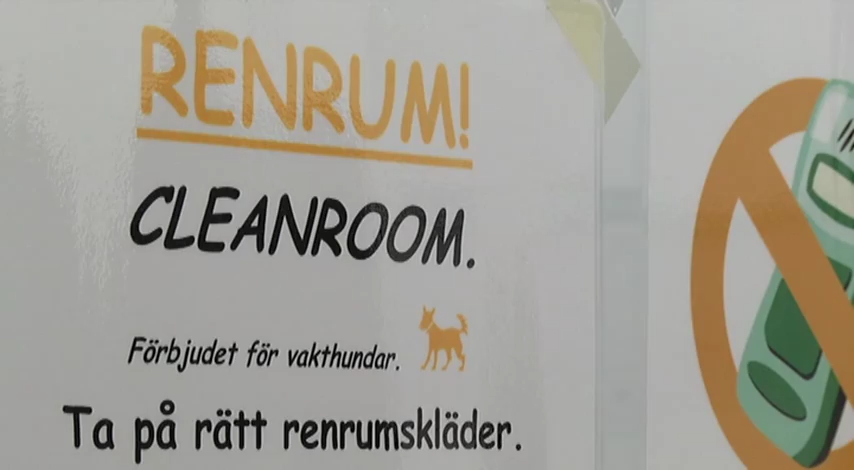 RENRUM!
CLEANROOM.
Förbjudet för vakthundar.
Ta på rätt renrumskläder.